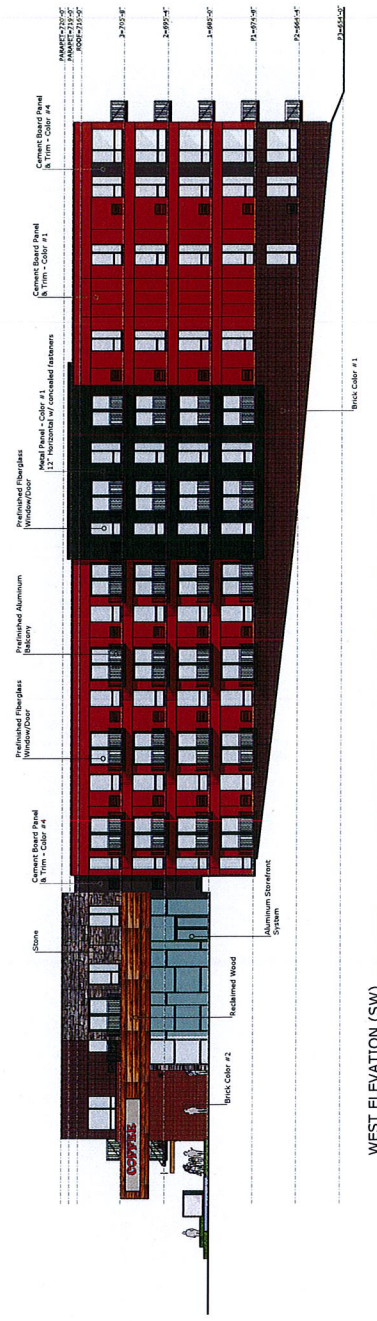 Stone
Cement Board Panel
& Trim - Color #4
Prefinished Fiberglass
Window/Door
Prefinished Aluminum
Balcony
Prefinished Fiberglass
Window/Door
Metal Panel - Color #1
12" Horizontal w/ concealed fasteners
Cement Board Panel
& Trim - Color #1
Cement Board Panel
& Trim - Color #4
PARAPET=720'-0"
PARAPET=719'-0"
ROOF=716'-0"
3=705'-8"
2=695'-4"
1=685'-0"
P1=674'-8"
P2=664'-4"
P3=654'-0"
COFFEE
Brick Color #2
Reclaimed Wood
Aluminum Storefront
System
Brick Color #1
WEST ELEVATION (SW)